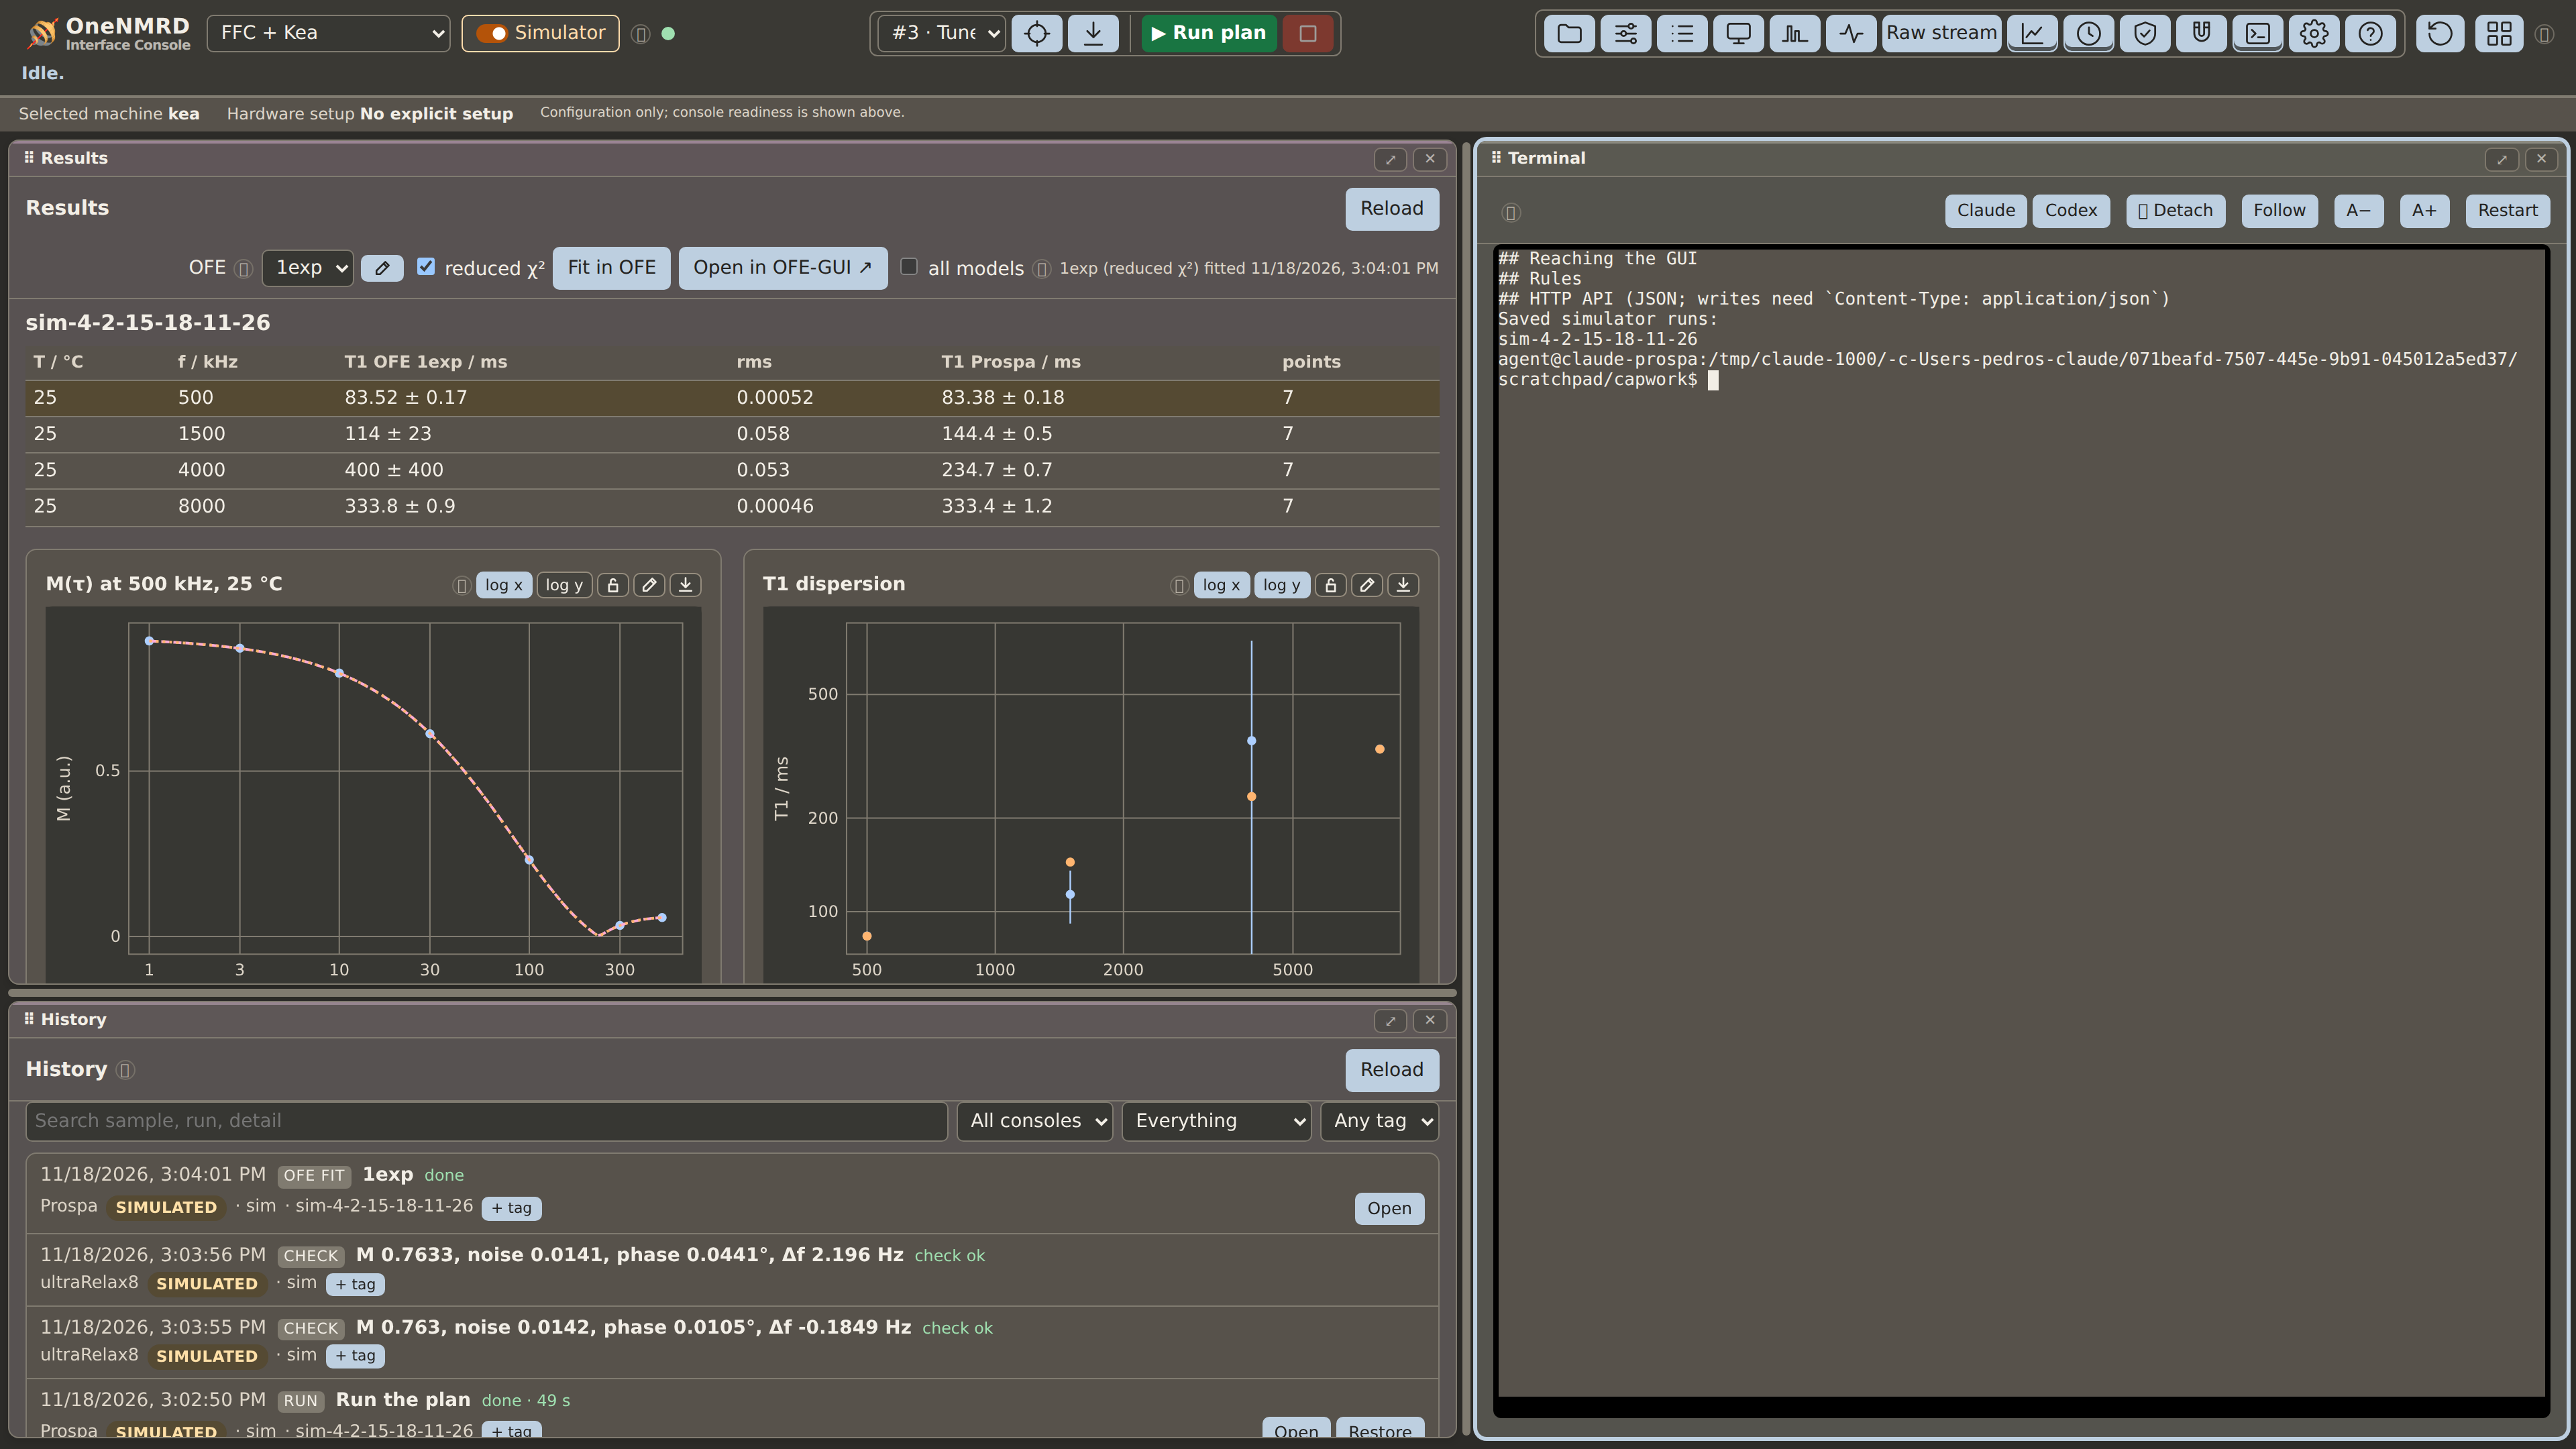 OneNMRD
Interface Console
FFC + Kea
Simulator
#3 · Tune
▶ Run plan
Raw stream
Idle.
Selected machine kea
Hardware setup No explicit setup
Configuration only; console readiness is shown above.
Results
Results
Reload
OFE
1exp
reduced χ²
Fit in OFE
Open in OFE-GUI ↗
all models
1exp (reduced χ²) fitted 11/18/2026, 3:04:01 PM
sim-4-2-15-18-11-26
T / °C f / kHz T1 OFE 1exp / ms rms T1 Prospa / ms points
25 500 83.52 ± 0.17 0.00052 83.38 ± 0.18 7
25 1500 114 ± 23 0.058 144.4 ± 0.5 7
25 4000 400 ± 400 0.053 234.7 ± 0.7 7
25 8000 333.8 ± 0.9 0.00046 333.4 ± 1.2 7
M(τ) at 500 kHz, 25 °C
log x
log y
M (a.u.)
0.5
0
1 3 10 30 100 300
T1 dispersion
log x
log y
T1 / ms
500
200
100
500 1000 2000 5000
History
History
Reload
Search sample, run, detail
All consoles
Everything
Any tag
11/18/2026, 3:04:01 PM OFE FIT 1exp done
Prospa SIMULATED · sim · sim-4-2-15-18-11-26 + tag
Open
11/18/2026, 3:03:56 PM CHECK M 0.7633, noise 0.0141, phase 0.0441°, Δf 2.196 Hz check ok
ultraRelax8 SIMULATED · sim + tag
11/18/2026, 3:03:55 PM CHECK M 0.763, noise 0.0142, phase 0.0105°, Δf -0.1849 Hz check ok
ultraRelax8 SIMULATED · sim + tag
11/18/2026, 3:02:50 PM RUN Run the plan done · 49 s
Prospa SIMULATED · sim · sim-4-2-15-18-11-26 + tag
Open Restore
Terminal
Claude
Codex
Detach
Follow
A−
A+
Restart
## Reaching the GUI
## Rules
## HTTP API (JSON; writes need `Content-Type: application/json`)
Saved simulator runs:
sim-4-2-15-18-11-26
agent@claude-prospa:/tmp/claude-1000/-c-Users-pedros-claude/071beafd-7507-445e-9b91-045012a5ed37/
scratchpad/capwork$